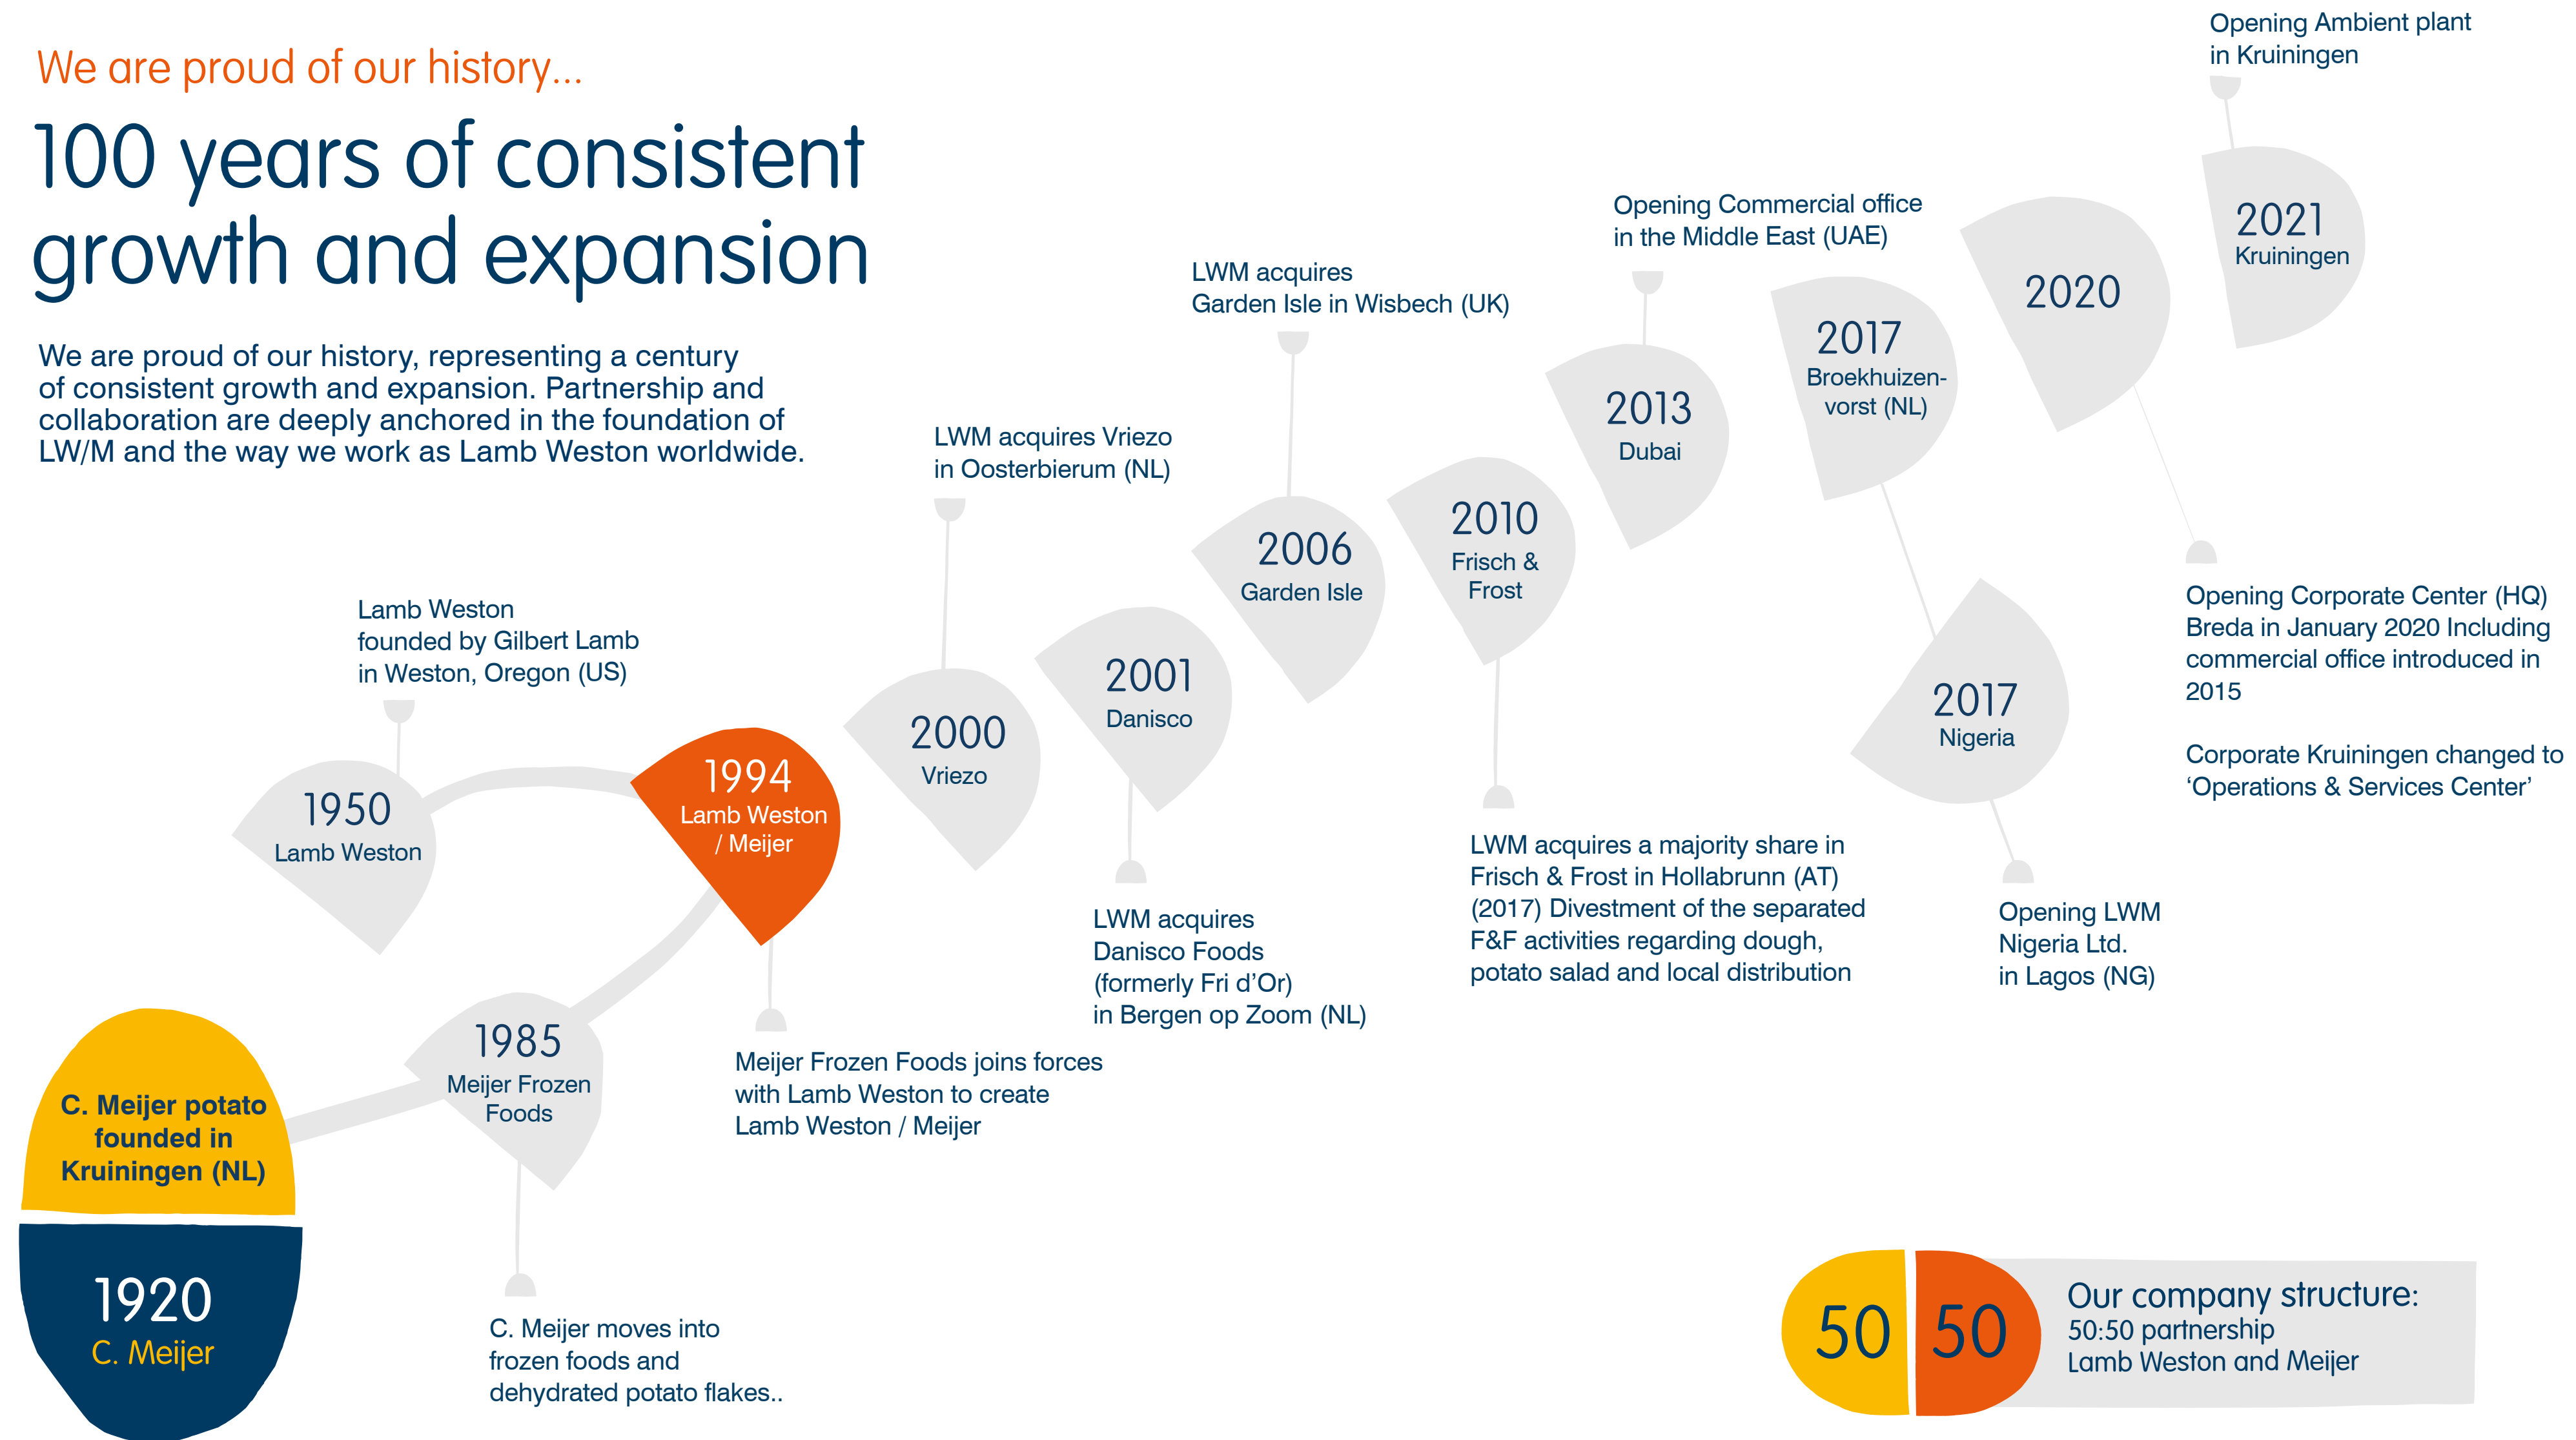 We are proud of our history...
100 years of consistent
growth and expansion
We are proud of our history, representing a century
of consistent growth and expansion. Partnership and
collaboration are deeply anchored in the foundation of
LW/M and the way we work as Lamb Weston worldwide.
C. Meijer potato
founded in
Kruiningen (NL)
1920
C. Meijer
Lamb Weston
founded by Gilbert Lamb
in Weston, Oregon (US)
1950
Lamb Weston
1985
Meijer Frozen
Foods
C. Meijer moves into
frozen foods and
dehydrated potato flakes..
1994
Lamb Weston
/ Meijer
Meijer Frozen Foods joins forces
with Lamb Weston to create
Lamb Weston / Meijer
LWM acquires Vriezo
in Oosterbierum (NL)
2000
Vriezo
2001
Danisco
LWM acquires
Danisco Foods
(formerly Fri d’Or)
in Bergen op Zoom (NL)
LWM acquires
Garden Isle in Wisbech (UK)
2006
Garden Isle
2010
Frisch &
Frost
LWM acquires a majority share in
Frisch & Frost in Hollabrunn (AT)
(2017) Divestment of the separated
F&F activities regarding dough,
potato salad and local distribution
Opening Commercial office
in the Middle East (UAE)
2013
Dubai
2017
Broekhuizen-
vorst (NL)
2017
Nigeria
Opening LWM
Nigeria Ltd.
in Lagos (NG)
2020
Opening Corporate Center (HQ)
Breda in January 2020 Including
commercial office introduced in
2015
Corporate Kruiningen changed to
‘Operations & Services Center’
Opening Ambient plant
in Kruiningen
2021
Kruiningen
50
50
Our company structure:
50:50 partnership
Lamb Weston and Meijer